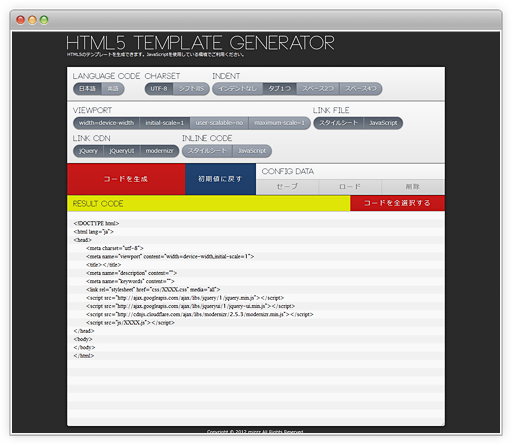 HTML5 TEMPLATE GENERATOR
HTML5のテンプレートを生成できます。JavaScriptを使用している環境でご利用ください。
LANGUAGE CODE CHARSET INDENT
日本語 英語 UTF-8 シフトJIS インデントなし タブ1つ スペース2つ スペース4つ
VIEWPORT LINK FILE
width=device-width initial-scale=1 user-scalable=no maximum-scale=1 スタイルシート JavaScript
LINK CDN INLINE CODE
jQuery jQueryUI modernizr スタイルシート JavaScript
コードを生成 初期値に戻す CONFIG DATA
セーブ ロード 削除
RESULT CODE コードを全選択する
<!DOCTYPE html>
<html lang="ja">
<head>
<meta charset="utf-8">
<meta name="viewport" content="width=device-width,initial-scale=1">
<title></title>
<meta name="description" content="">
<meta name="keywords" content="">
<link rel="stylesheet" href="css/XXXX.css" media="all">
<script src="http://ajax.googleapis.com/ajax/libs/jquery/1/jquery.min.js"></script>
<script src="http://ajax.googleapis.com/ajax/libs/jqueryui/1/jquery-ui.min.js"></script>
<script src="http://cdnjs.cloudflare.com/ajax/libs/modernizr/2.5.3/modernizr.min.js"></script>
<script src="js/XXXX.js"></script>
</head>
<body>
</body>
</html>
Copyright © 2012 mizzr All Rights Reserved.